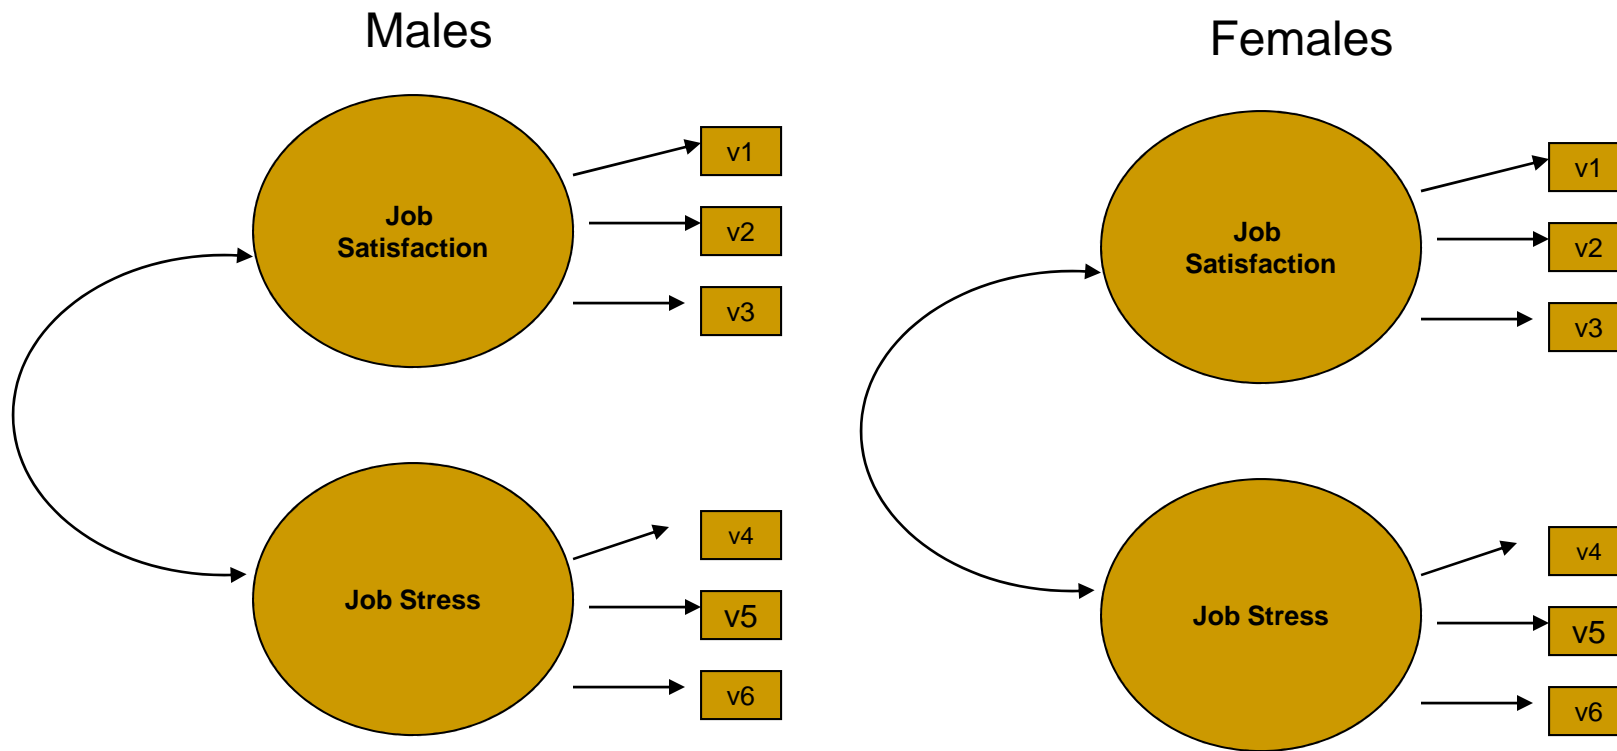 Males
Job
Satisfaction
v1
v2
v3
Job Stress
v4
v5
v6
Females
Job
Satisfaction
v1
v2
v3
Job Stress
v4
v5
v6